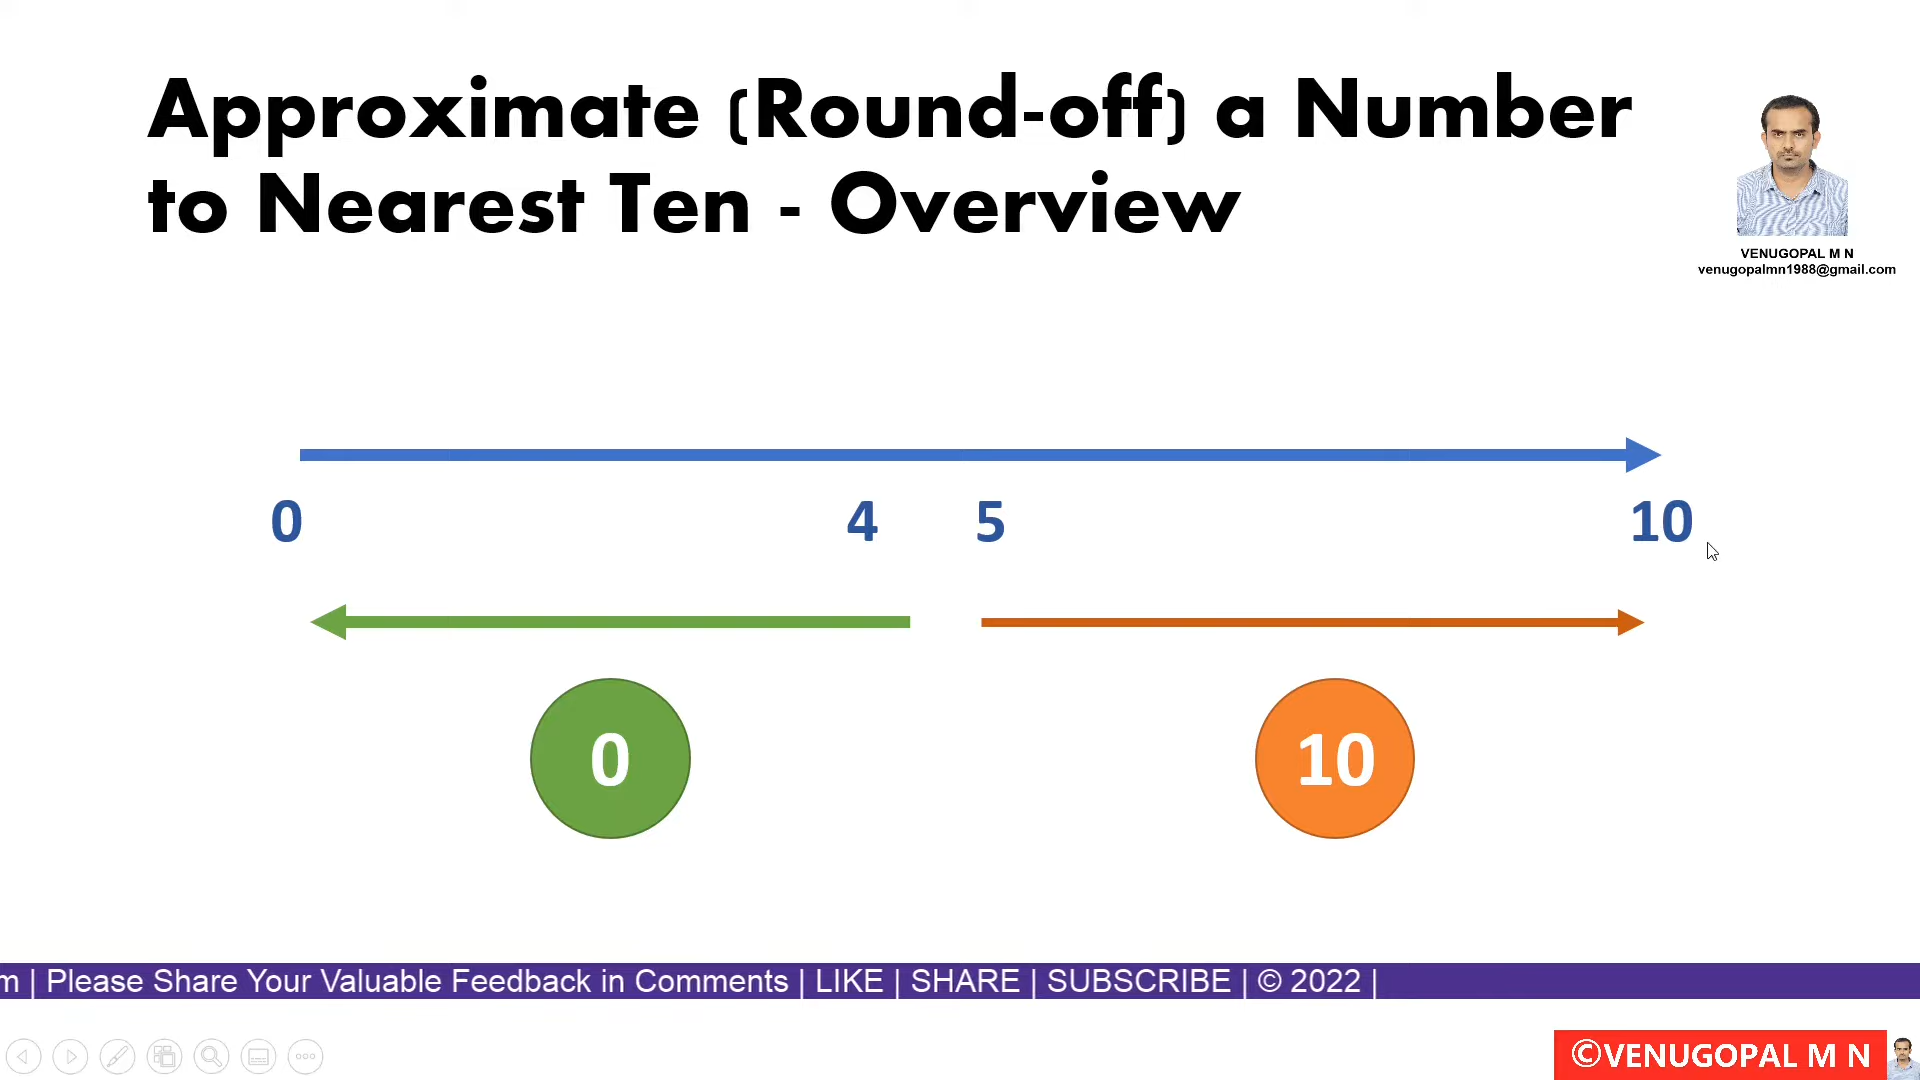 Approximate (Round-off) a Number
to Nearest Ten - Overview
VENUGOPAL M N
venugopalmn1988@gmail.com
0 4 5 10
0 10
m | Please Share Your Valuable Feedback in Comments | LIKE | SHARE | SUBSCRIBE | © 2022 |
©VENUGOPAL M N